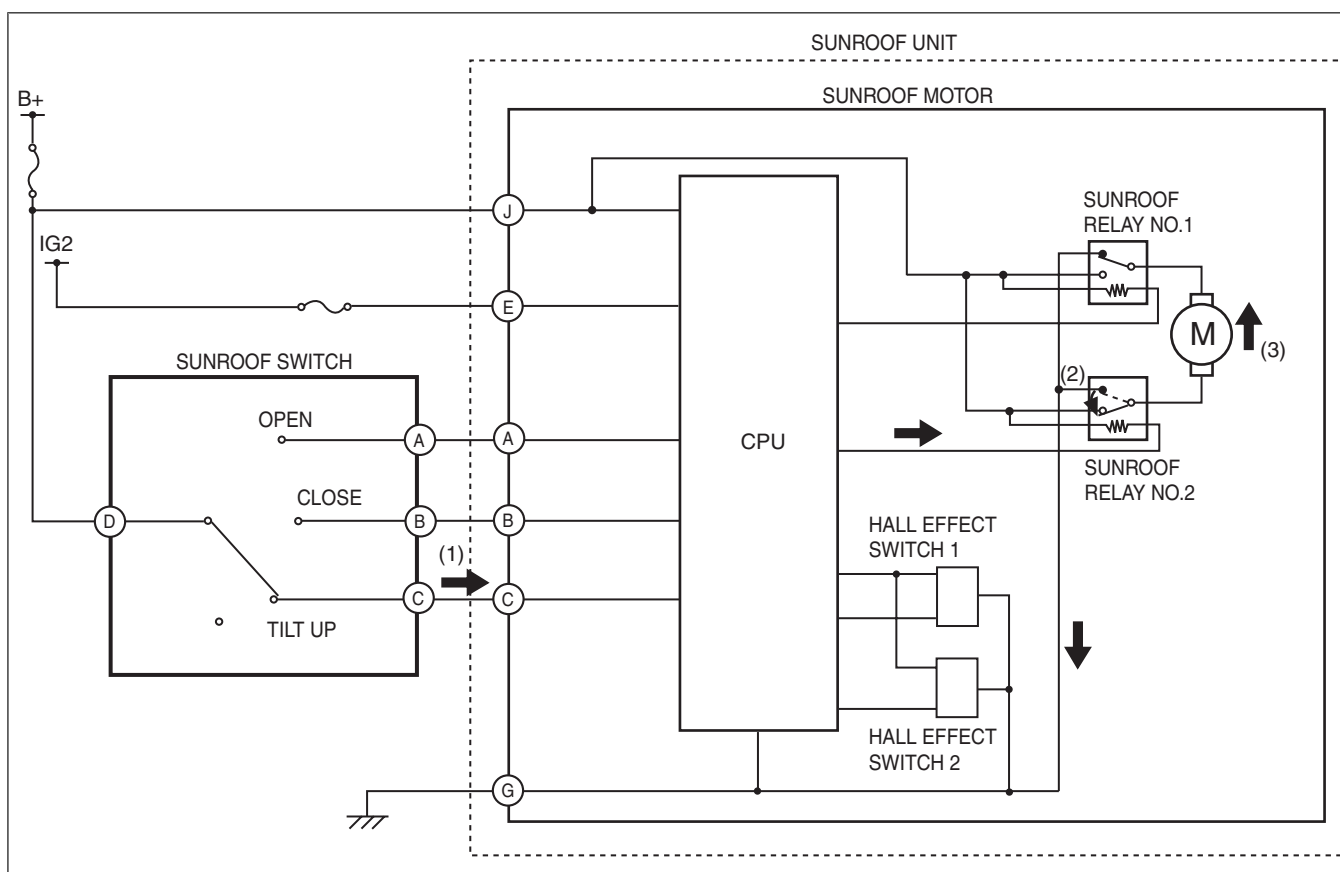 SUNROOF UNIT
B+
SUNROOF MOTOR
J
SUNROOF
RELAY NO.1
IG2
E
M
(3)
SUNROOF SWITCH
(2)
OPEN
A
A
CPU
SUNROOF
RELAY NO.2
CLOSE
D
B
B
HALL EFFECT
SWITCH 1
(1)
C
C
TILT UP
HALL EFFECT
SWITCH 2
G